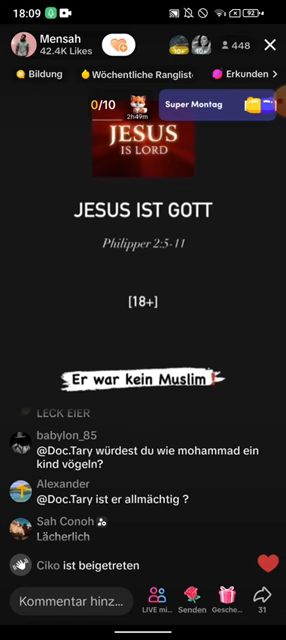 18:09
92
Mensah
42.4K Likes
448
Bildung
Wöchentliche Ranglist
Erkunden
0/10
2h49m
Super Montag
JESUS
IS LORD
JESUS IST GOTT
Philipper 2:5-11
[18+]
Er war kein Muslim!
LECK EIER
babylon_85
@Doc.Tary würdest du wie mohammad ein
kind vögeln?
Alexander
@Doc.Tary ist er allmächtig ?
Sah Conoh
Lächerlich
Ciko ist beigetreten
Kommentar hinz...
LIVE mi...
Senden
Gesche...
31